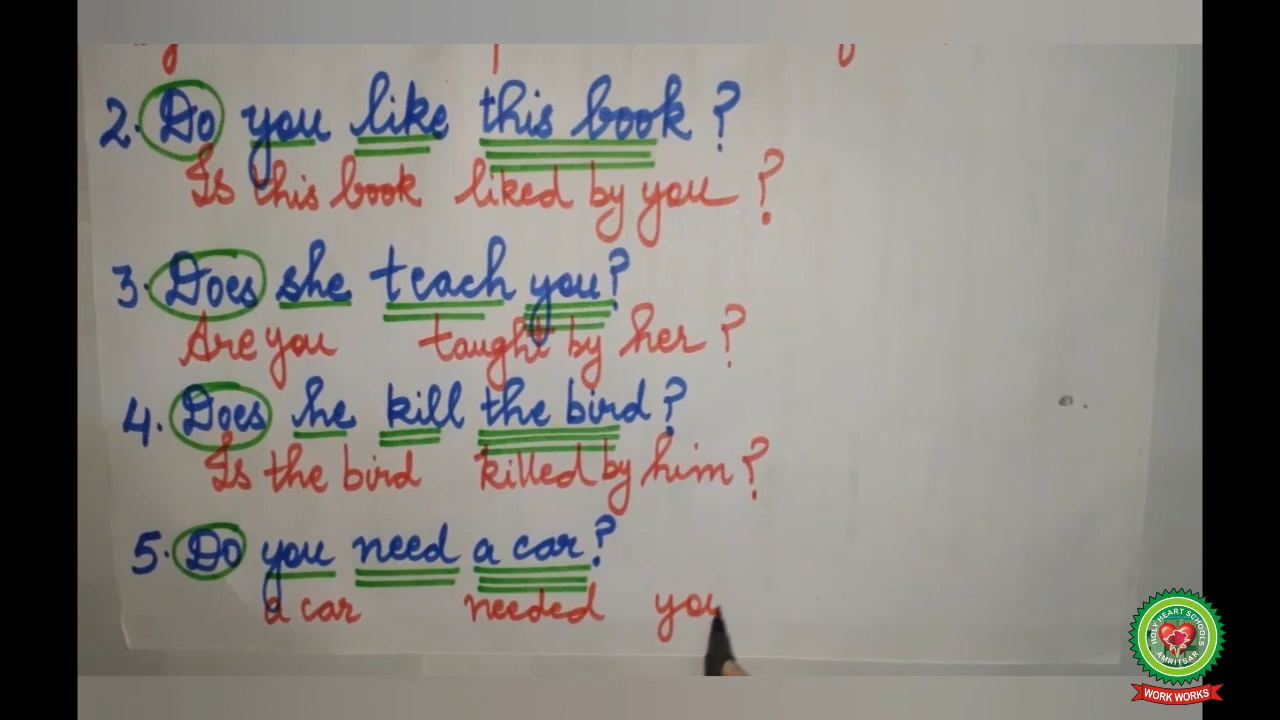 2. Do you like this book?
Is this book liked by you?
3. Does she teach you?
Are you taught by her?
4. Does he kill the bird?
Is the bird killed by him?
5. Do you need a car?
a car needed you
HOLY HEART SCHOOLS
AMRITSAR
WORK WORKS